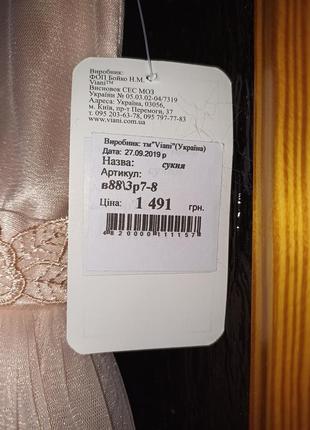 Виробник:
ФОП Бойко Н.М.
Viani™
Висновок СЕС МОЗ
України № 05.03.02-04/7319
Адреса: Україна, 03056,
м. Київ, пр-т Перемоги, 37
т. 095 203-63-78, 095 797-77-83
www.viani.com.ua
Виробник: тм"Viani"(Україна)
Дата: 27.09.2019 р
Назва: сукня
Артикул:
в88\3р7-8
Ціна: 1 491 грн.
4820000111157